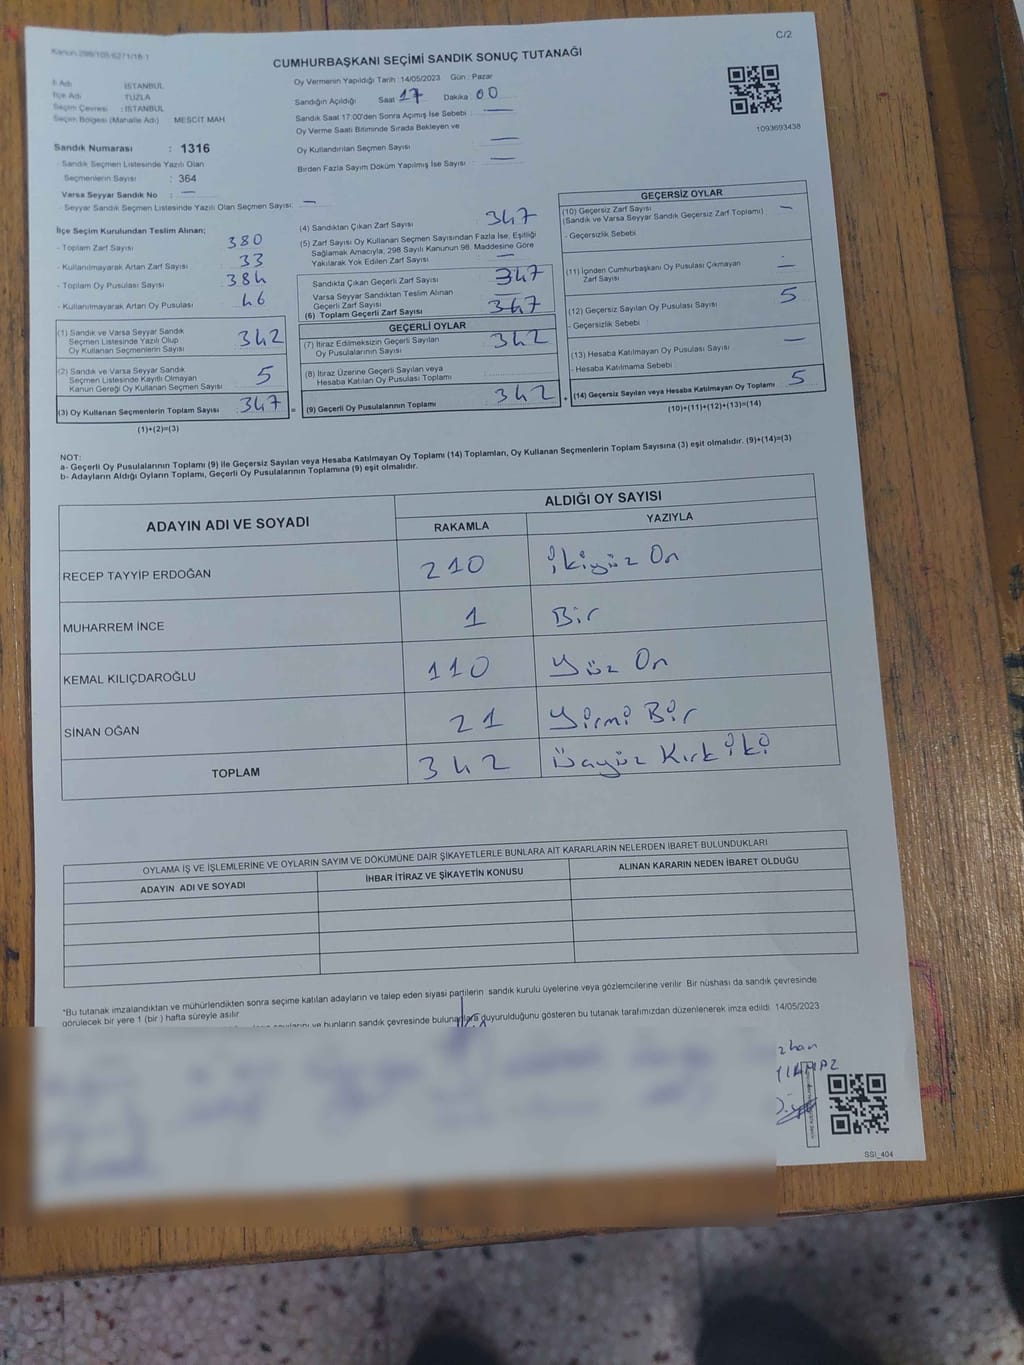 Kanun 298/106-6271/16-1
C/2
CUMHURBAŞKANI SEÇİMİ SANDIK SONUÇ TUTANAĞI
İl Adı : İSTANBUL
İlçe Adı : TUZLA
Seçim Çevresi : İSTANBUL
Seçim Bölgesi (Mahalle Adı) : MESCİT MAH
Oy Vermenin Yapıldığı Tarih :14/05/2023 Gün : Pazar
Sandığın Açıldığı Saat 17 Dakika 00
Sandık Saat 17:00'den Sonra Açımış İse Sebebi : —
Oy Verme Saati Bitiminde Sırada Bekleyen ve
Oy Kullandırılan Seçmen Sayısı —
Birden Fazla Sayım Döküm Yapılmış İse Sayısı : —
1093693438
Sandık Numarası : 1316
- Sandık Seçmen Listesinde Yazılı Olan
Seçmenlerin Sayısı : 364
Varsa Seyyar Sandık No : —
- Seyyar Sandık Seçmen Listesinde Yazılı Olan Seçmen Sayısı: —
İlçe Seçim Kurulundan Teslim Alınan;
- Toplam Zarf Sayısı 380
- Kullanılmayarak Artan Zarf Sayısı 33
- Toplam Oy Pusulası Sayısı 384
- Kullanılmayarak Artan Oy Pusulası 46
(1) Sandık ve Varsa Seyyar Sandık
Seçmen Listesinde Yazılı Olup
Oy Kullanan Seçmenlerin Sayısı 342
(2) Sandık ve Varsa Seyyar Sandık
Seçmen Listesinde Kayıtlı Olmayan
Kanun Gereği Oy Kullanan Seçmen Sayısı 5
(3) Oy Kullanan Seçmenlerin Toplam Sayısı 347 =
(1)+(2)=(3)
(4) Sandıktan Çıkan Zarf Sayısı 347
(5) Zarf Sayısı Oy Kullanan Seçmen Sayısından Fazla İse, Eşitliği
Sağlamak Amacıyla; 298 Sayılı Kanunun 98. Maddesine Göre
Yakılarak Yok Edilen Zarf Sayısı —
Sandıkta Çıkan Geçerli Zarf Sayısı 347
Varsa Seyyar Sandıktan Teslim Alınan
Geçerli Zarf Sayısı —
(6) Toplam Geçerli Zarf Sayısı 347
GEÇERLİ OYLAR
(7) İtiraz Edilmeksizin Geçerli Sayılan
Oy Pusulalarının Sayısı 342
(8) İtiraz Üzerine Geçerli Sayılan veya
Hesaba Katılan Oy Pusulası Toplamı
(9) Geçerli Oy Pusulalarının Toplamı 342 +
GEÇERSİZ OYLAR
(10) Geçersiz Zarf Sayısı
(Sandık ve Varsa Seyyar Sandık Geçersiz Zarf Toplamı) —
- Geçersizlik Sebebi
(11) İçinden Cumhurbaşkanı Oy Pusulası Çıkmayan
Zarf Sayısı —
(12) Geçersiz Sayılan Oy Pusulası Sayısı 5
- Geçersizlik Sebebi
(13) Hesaba Katılmayan Oy Pusulası Sayısı —
- Hesaba Katılmama Sebebi
(14) Geçersiz Sayılan veya Hesaba Katılmayan Oy Toplamı 5
(10)+(11)+(12)+(13)=(14)
NOT:
a- Geçerli Oy Pusulalarının Toplamı (9) ile Geçersiz Sayılan veya Hesaba Katılmayan Oy Toplamı (14) Toplamları, Oy Kullanan Seçmenlerin Toplam Sayısına (3) eşit olmalıdır. (9)+(14)=(3)
b- Adayların Aldığı Oyların Toplamı, Geçerli Oy Pusulalarının Toplamına (9) eşit olmalıdır.
ADAYIN ADI VE SOYADI ALDIĞI OY SAYISI
RAKAMLA YAZIYLA
RECEP TAYYİP ERDOĞAN 210 ikiyüz On
MUHARREM İNCE 1 Bir
KEMAL KILIÇDAROĞLU 110 Yüz On
SİNAN OĞAN 21 Yirmi Bir
TOPLAM 342 Üçyüz Kırk iki
OYLAMA İŞ VE İŞLEMLERİNE VE OYLARIN SAYIM VE DÖKÜMÜNE DAİR ŞİKAYETLERLE BUNLARA AİT KARARLARIN NELERDEN İBARET BULUNDUKLARI
ADAYIN ADI VE SOYADI İHBAR İTİRAZ VE ŞİKAYETİN KONUSU ALINAN KARARIN NEDEN İBARET OLDUĞU
*Bu tutanak imzalandıktan ve mühürlendikten sonra seçime katılan adayların ve talep eden siyasi partilerin sandık kurulu üyelerine veya gözlemcilerine verilir. Bir nüshası da sandık çevresinde
görülecek bir yere 1 (bir ) hafta süreyle asılır.
ve bunların sandık çevresinde bulunanlara duyurulduğunu gösteren bu tutanak tarafımızdan düzenlenerek imza edildi. 14/05/2023
SSİ_404